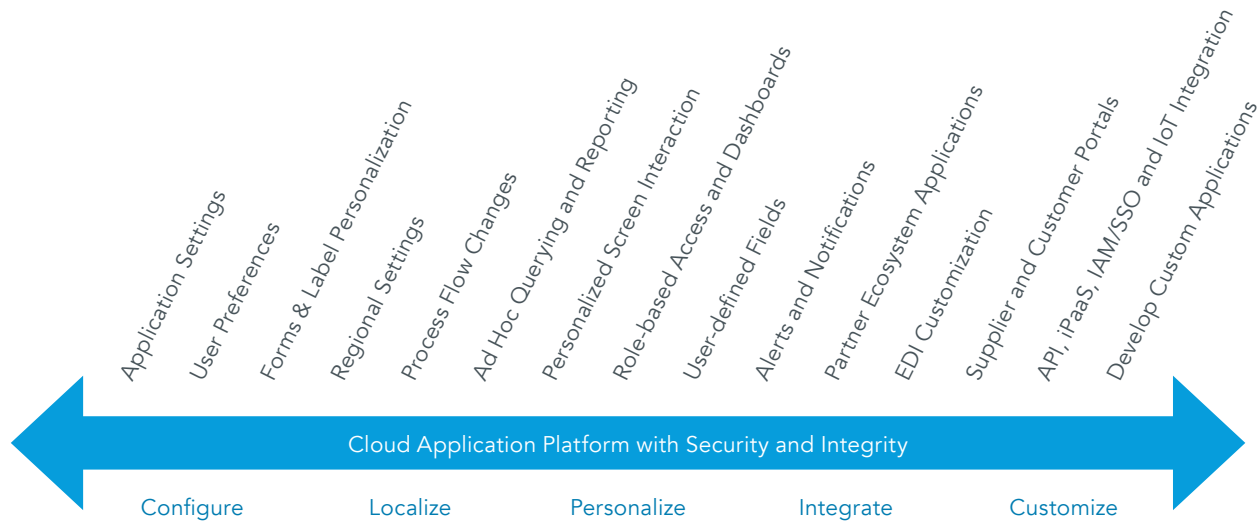 Application Settings
User Preferences
Forms & Label Personalization
Regional Settings
Process Flow Changes
Ad Hoc Querying and Reporting
Personalized Screen Interaction
Role-based Access and Dashboards
User-defined Fields
Alerts and Notifications
Partner Ecosystem Applications
EDI Customization
Supplier and Customer Portals
API, iPaaS, IAM/SSO and IoT Integration
Develop Custom Applications
Cloud Application Platform with Security and Integrity
Configure
Localize
Personalize
Integrate
Customize